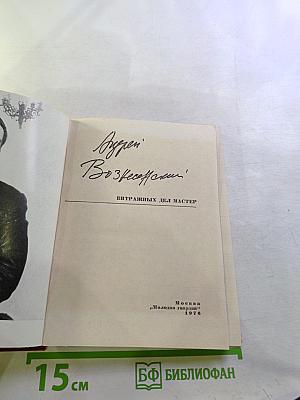 Андрей
Вознесенский
ВИТРАЖНЫХ ДЕЛ МАСТЕР
Москва
„Молодая гвардия“
1976
15 см
БФ БИБЛИОФАН